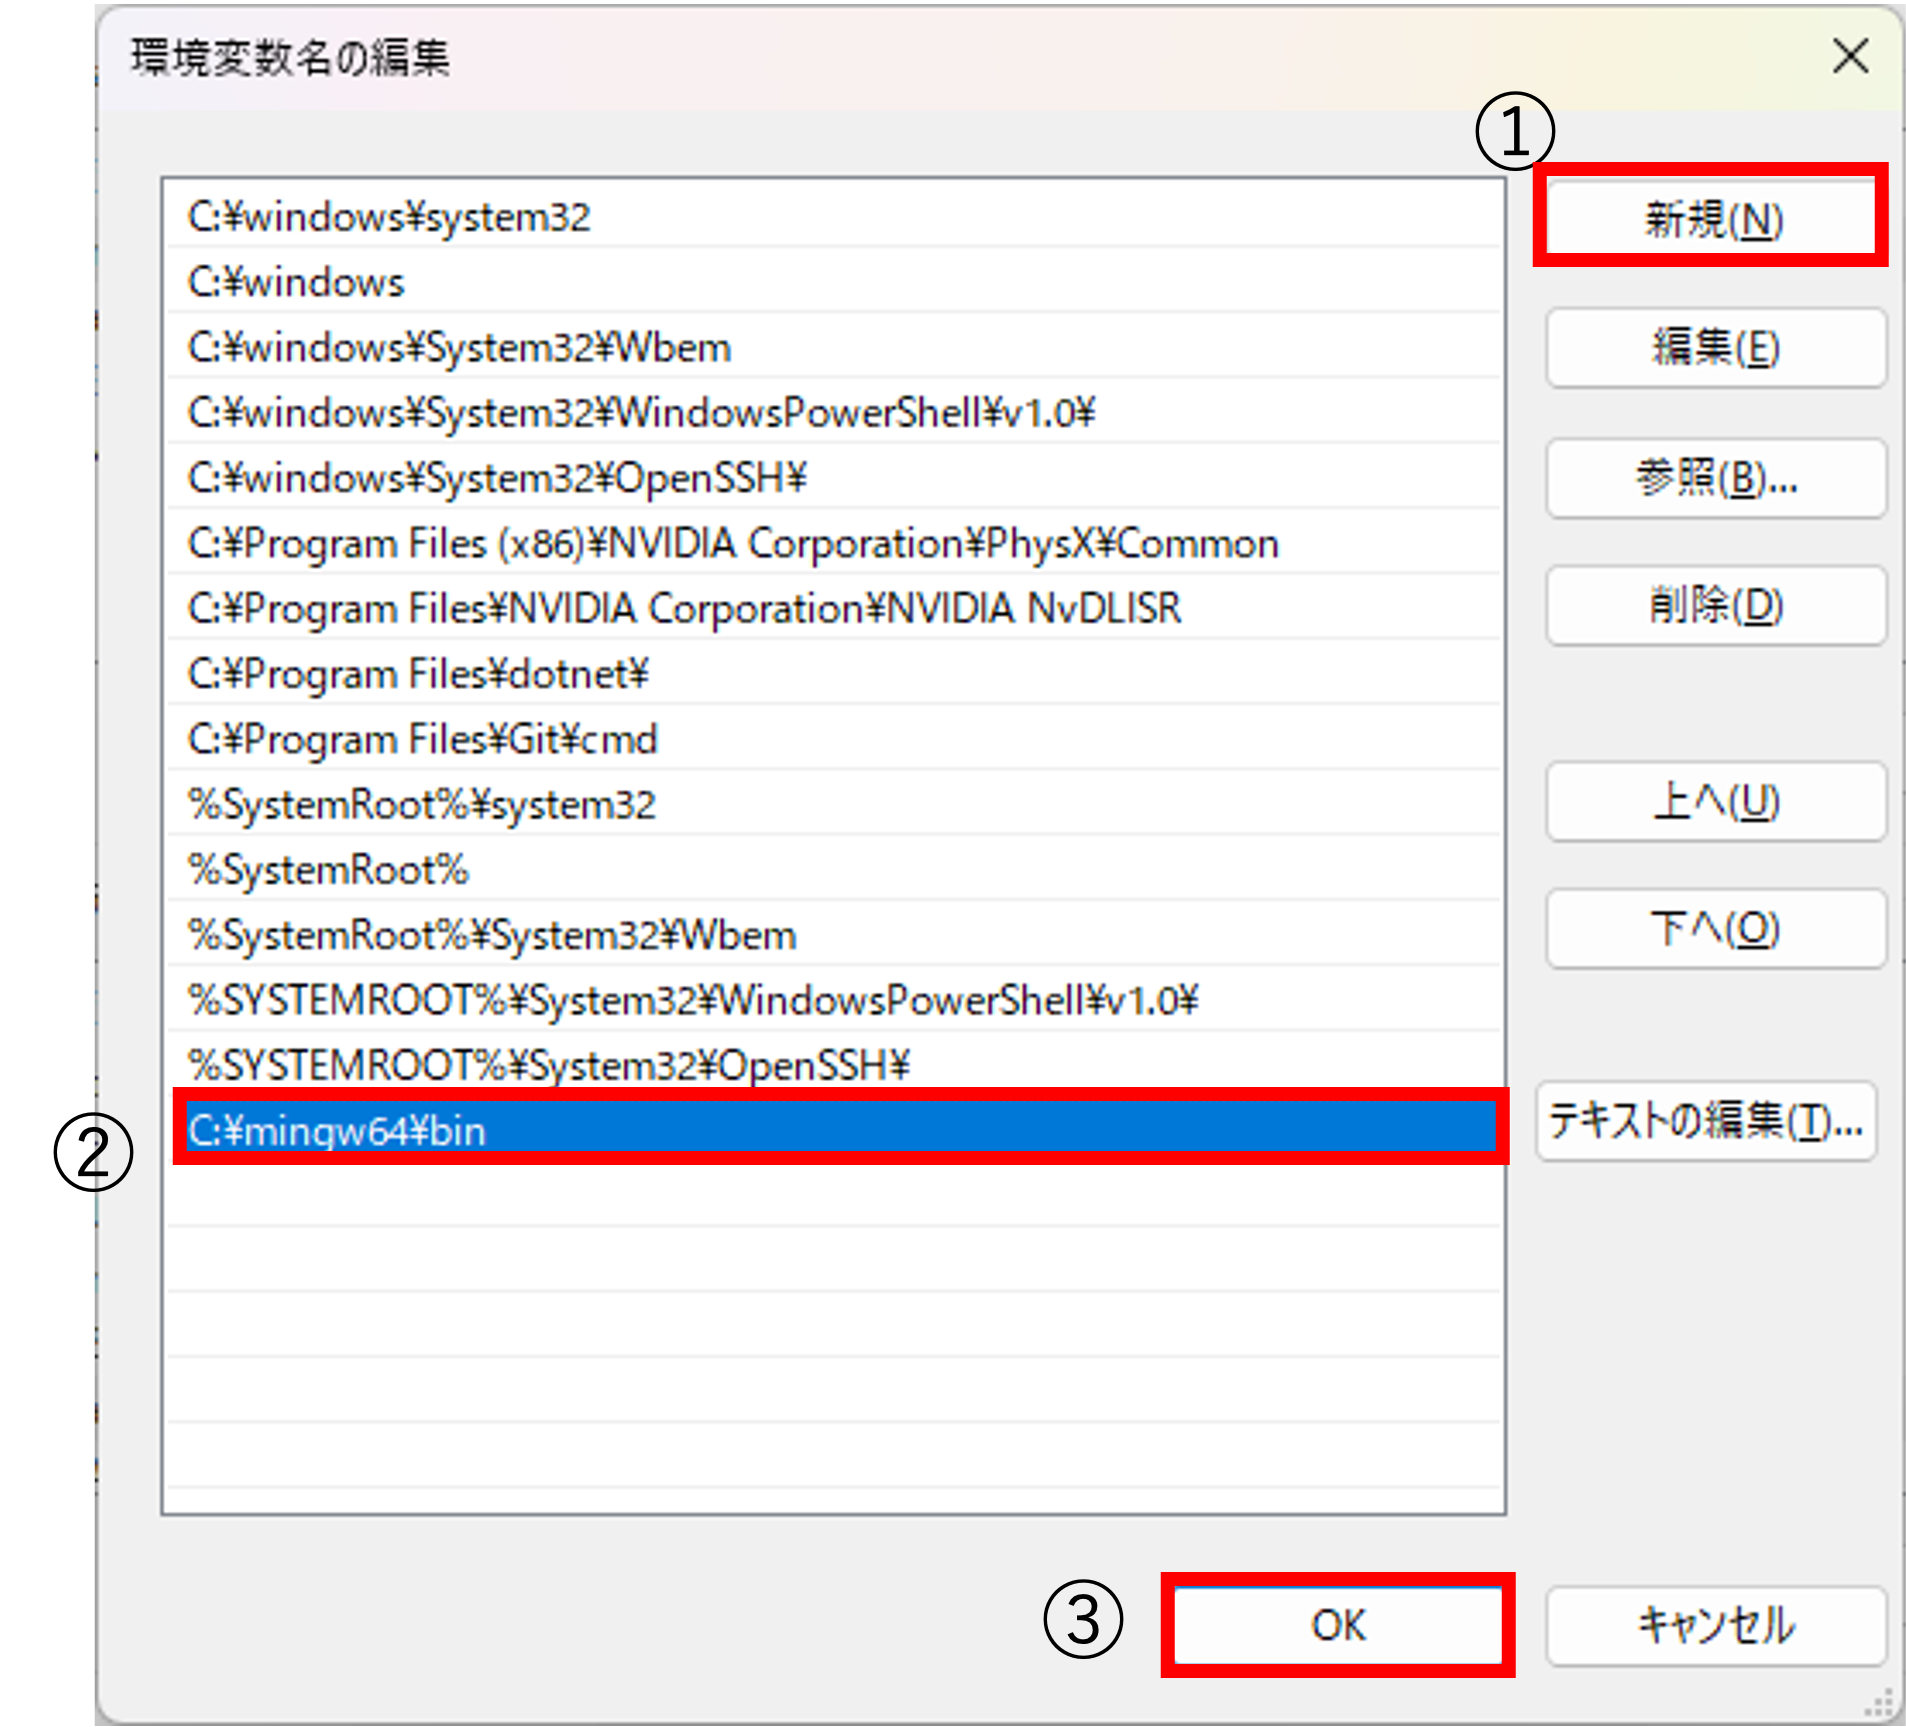 環境変数名の編集
①
C:¥windows¥system32
新規(N)
C:¥windows
C:¥windows¥System32¥Wbem
編集(E)
C:¥windows¥System32¥WindowsPowerShell¥v1.0¥
C:¥windows¥System32¥OpenSSH¥
参照(B)...
C:¥Program Files (x86)¥NVIDIA Corporation¥PhysX¥Common
C:¥Program Files¥NVIDIA Corporation¥NVIDIA NvDLISR
削除(D)
C:¥Program Files¥dotnet¥
C:¥Program Files¥Git¥cmd
%SystemRoot%¥system32
上へ(U)
%SystemRoot%
%SystemRoot%¥System32¥Wbem
下へ(O)
%SYSTEMROOT%¥System32¥WindowsPowerShell¥v1.0¥
%SYSTEMROOT%¥System32¥OpenSSH¥
② C:¥mingw64¥bin
テキストの編集(T)...
③ OK
キャンセル